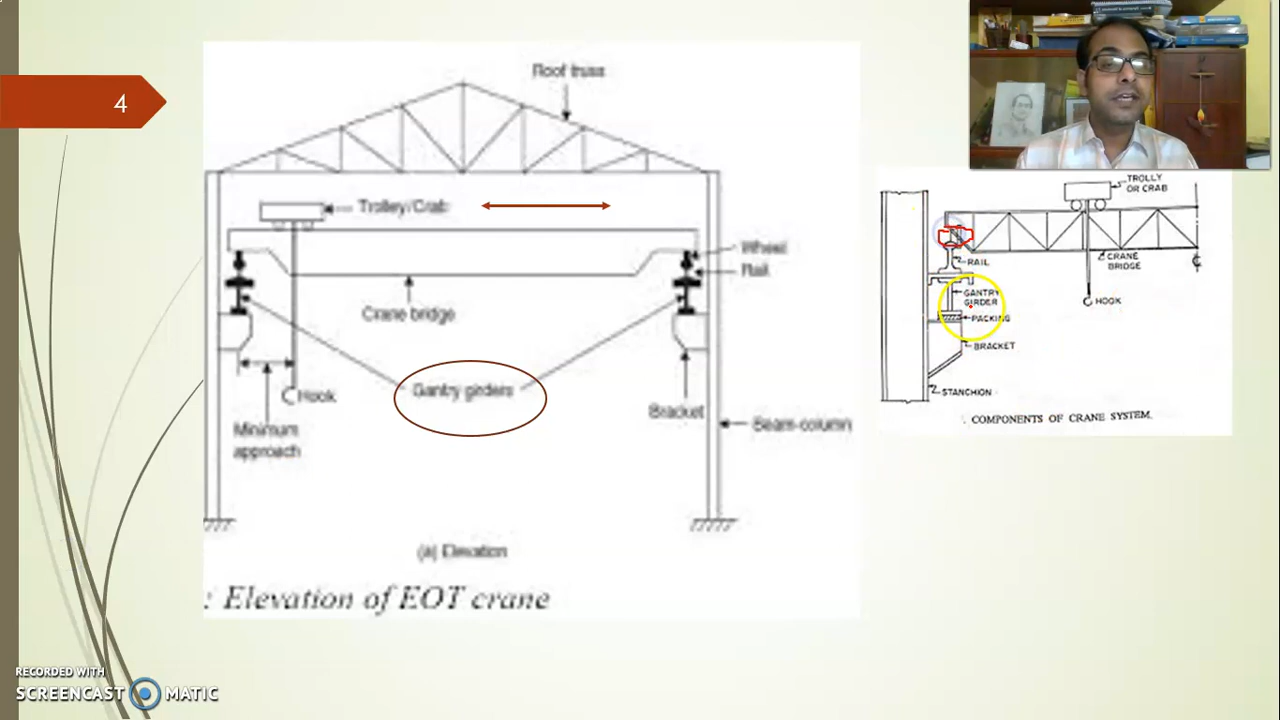 4
Roof truss
Trolley/Crab
Wheel
Rail
Crane bridge
Gantry girders
Hook
Minimum
approach
Bracket
Beam-column
(a) Elevation
: Elevation of EOT crane
TROLLY
OR CRAB
RAIL
CRANE
BRIDGE
GANTRY
GIRDER
HOOK
PACKING
BRACKET
STANCHION
COMPONENTS OF CRANE SYSTEM.
RECORDED WITH
SCREENCAST MATIC